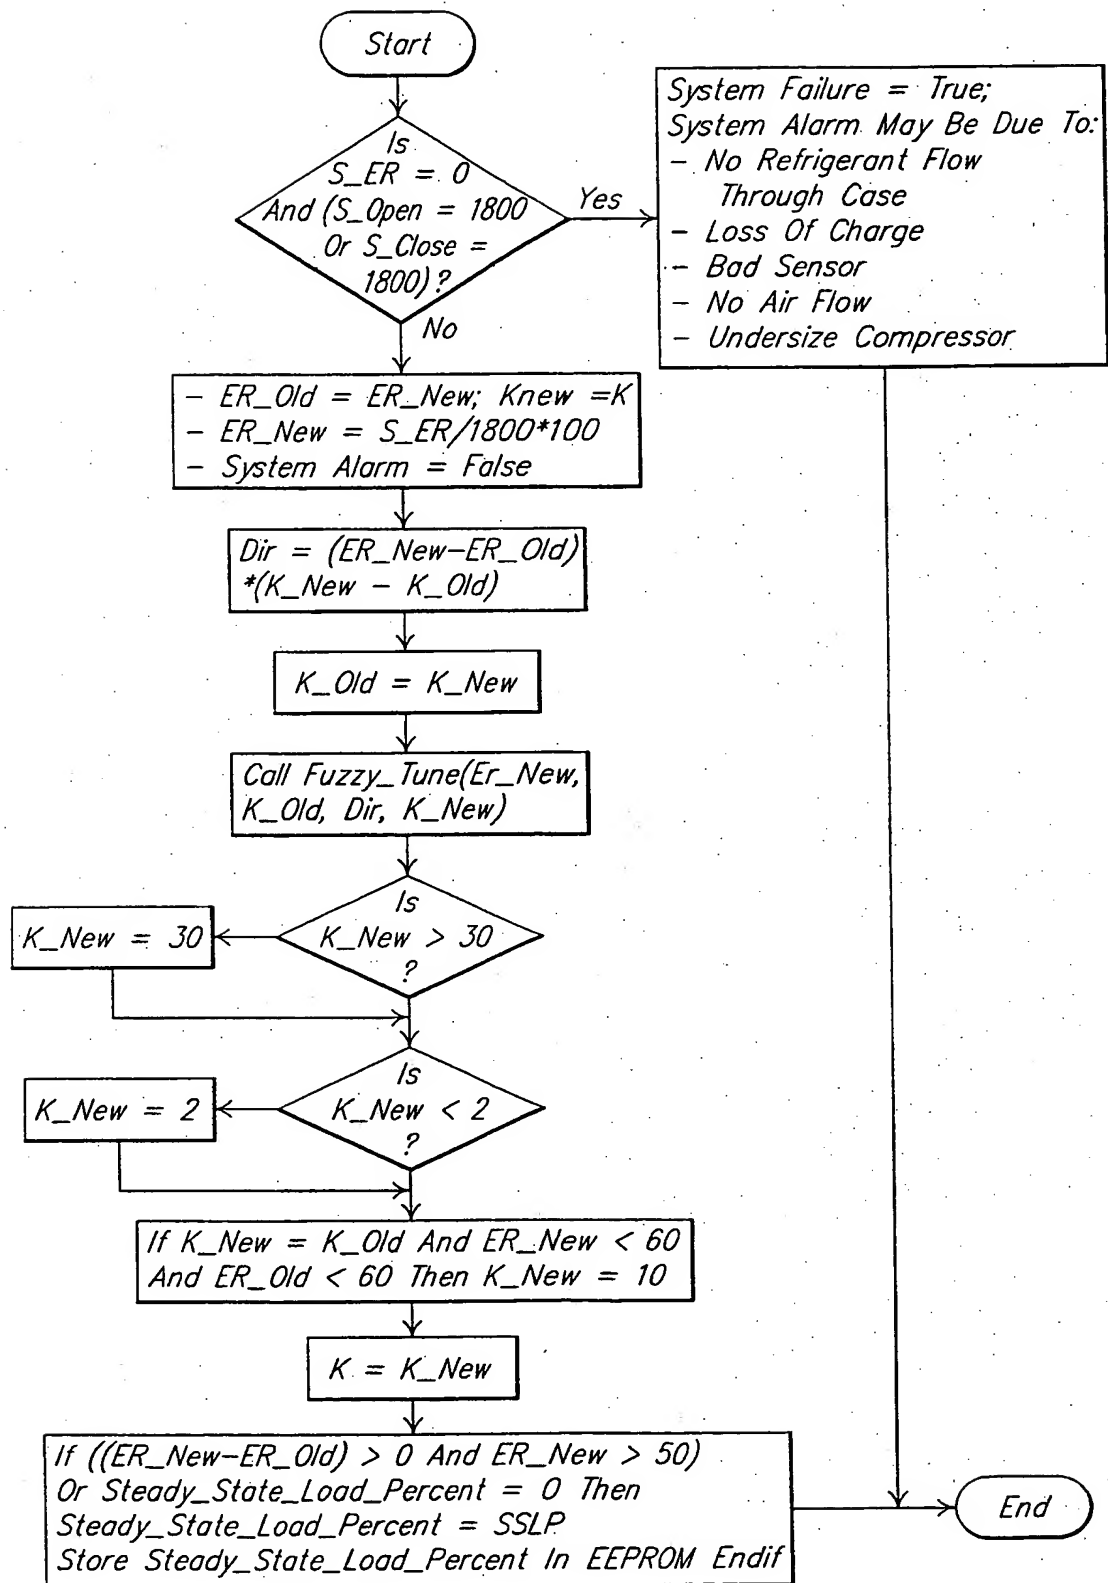 Start
Is
S_ER = 0
And (S_Open = 1800
Or S_Close =
1800)?
Yes
No
System Failure = True;
System Alarm May Be Due To:
- No Refrigerant Flow
Through Case
- Loss Of Charge
- Bad Sensor
- No Air Flow
- Undersize Compressor
- ER_Old = ER_New; Knew =K
- ER_New = S_ER/1800*100
- System Alarm = False
Dir = (ER_New-ER_Old)
*(K_New - K_Old)
K_Old = K_New
Call Fuzzy_Tune(Er_New,
K_Old, Dir, K_New)
Is
K_New > 30
?
K_New = 30
Is
K_New < 2
?
K_New = 2
If K_New = K_Old And ER_New < 60
And ER_Old < 60 Then K_New = 10
K = K_New
If ((ER_New-ER_Old) > 0 And ER_New > 50)
Or Steady_State_Load_Percent = 0 Then
Steady_State_Load_Percent = SSLP
Store Steady_State_Load_Percent In EEPROM Endif
End